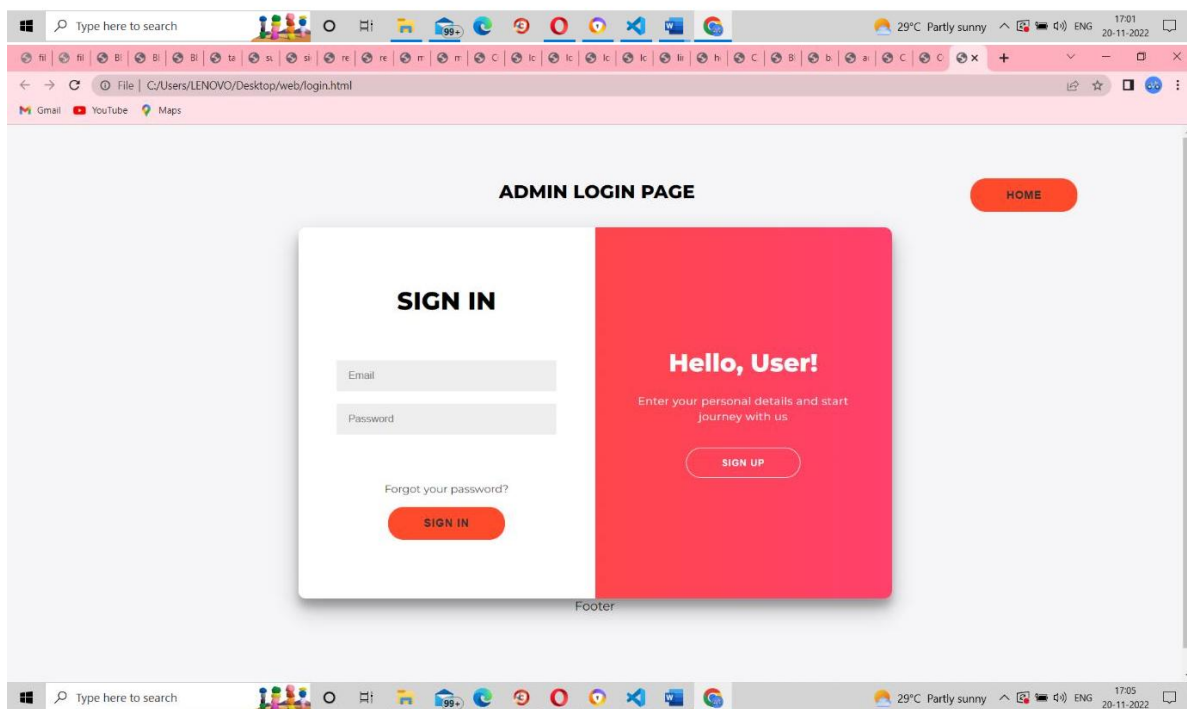 Type here to search
99+
29°C Partly sunny
ENG
17:01
20-11-2022
File | C:/Users/LENOVO/Desktop/web/login.html
Gmail YouTube Maps
ADMIN LOGIN PAGE
HOME
SIGN IN
Email
Password
Forgot your password?
SIGN IN
Hello, User!
Enter your personal details and start
journey with us
SIGN UP
Footer
Type here to search
99+
29°C Partly sunny
ENG
17:05
20-11-2022